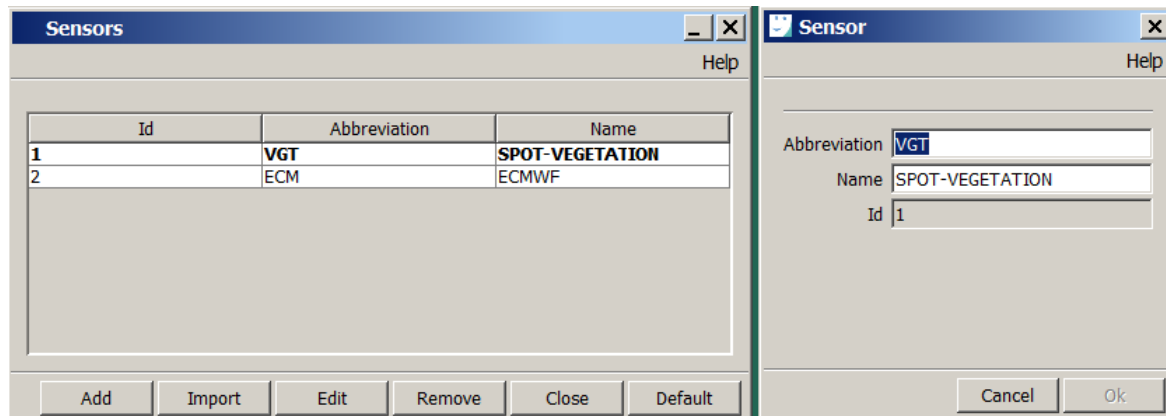 Sensors
Help
Id Abbreviation Name
1 VGT SPOT-VEGETATION
2 ECM ECMWF
Add Import Edit Remove Close Default
Sensor
Help
Abbreviation VGT
Name SPOT-VEGETATION
Id 1
Cancel Ok